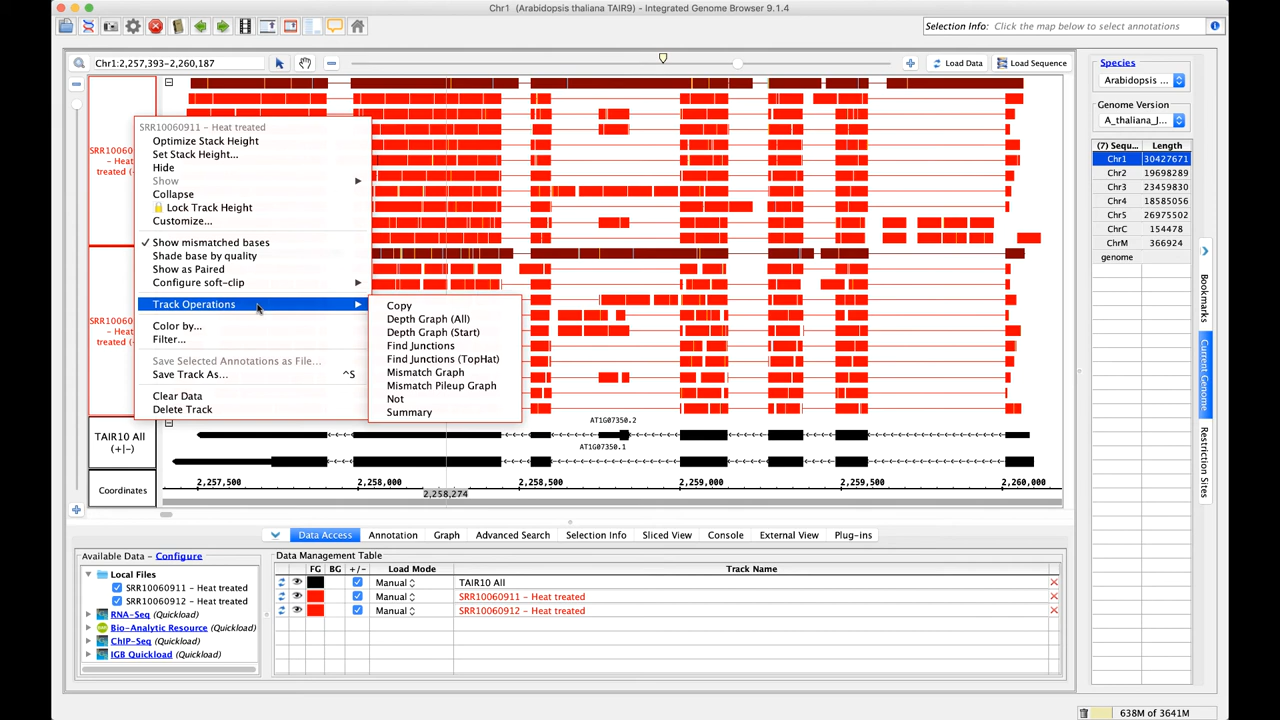 Chr1 (Arabidopsis thaliana TAIR9) - Integrated Genome Browser 9.1.4
Selection Info: Click the map below to select annotations
Chr1:2,257,393-2,260,187
Load Data
Load Sequence
SRR10060911 - Heat treated
Optimize Stack Height
Set Stack Height...
Hide
Show
Collapse
Lock Track Height
Customize...
Show mismatched bases
Shade base by quality
Show as Paired
Configure soft-clip
Track Operations
Color by...
Filter...
Save Selected Annotations as File...
Save Track As... ^S
Clear Data
Delete Track
Copy
Depth Graph (All)
Depth Graph (Start)
Find Junctions
Find Junctions (TopHat)
Mismatch Graph
Mismatch Pileup Graph
Not
Summary
AT1G07350.2
AT1G07350.1
TAIR10 All
(+|-)
Coordinates
2,257,500 2,258,000 2,258,500 2,259,000 2,259,500 2,260,000
2,258,274
Species
Arabidopsis ...
Genome Version
A_thaliana_J...
(7) Sequ... Length
Chr1 30427671
Chr2 19698289
Chr3 23459830
Chr4 18585056
Chr5 26975502
ChrC 154478
ChrM 366924
genome
Bookmarks
Current Genome
Restriction Sites
Data Access Annotation Graph Advanced Search Selection Info Sliced View Console External View Plug-ins
Available Data - Configure
Local Files
SRR10060911 - Heat treated
SRR10060912 - Heat treated
RNA-Seq (Quickload)
Bio-Analytic Resource (Quickload)
ChIP-Seq (Quickload)
IGB Quickload (Quickload)
Data Management Table
FG BG +/- Load Mode Track Name
Manual TAIR10 All
Manual SRR10060911 - Heat treated
Manual SRR10060912 - Heat treated
638M of 3641M